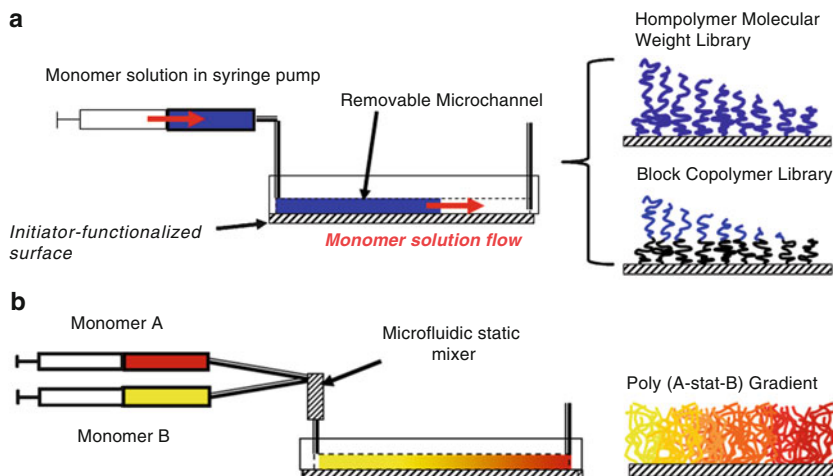 a
Hompolymer Molecular
Weight Library
Monomer solution in syringe pump
Removable Microchannel
Block Copolymer Library
Initiator-functionalized
surface
Monomer solution flow
b
Monomer A
Microfluidic static
mixer
Poly (A-stat-B) Gradient
Monomer B